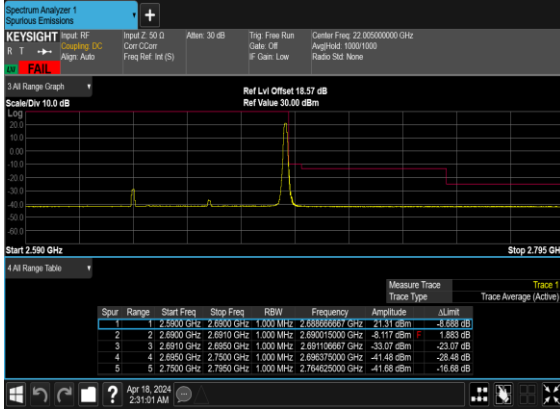 Spectrum Analyzer 1
Spurious Emissions
KEYSIGHT Input: RF Input Z: 50 Ω Atten: 30 dB Trig: Free Run Center Freq: 22.005000000 GHz
R T Coupling: DC Corr CCorr Gate: Off Avg|Hold: 1000/1000
Align: Auto Freq Ref: Int (S) IF Gain: Low Radio Std: None
FAIL
3 All Range Graph
Ref Lvl Offset 18.57 dB
Scale/Div 10.0 dB Ref Value 30.00 dBm
Log
20.0
10.0
0.00
-10.0
-20.0
-30.0
-40.0
-50.0
-60.0
Start 2.590 GHz Stop 2.795 GH
4 All Range Table
Measure Trace Trace 1
Trace Type Trace Average (Active)
Spur Range Start Freq Stop Freq RBW Frequency Amplitude ΔLimit
1 1 2.5900 GHz 2.6900 GHz 1.000 MHz 2.688666667 GHz 21.31 dBm -8.688 dB
2 2 2.6900 GHz 2.6910 GHz 1.000 MHz 2.690015000 GHz -8.117 dBm F 1.883 dB
3 3 2.6910 GHz 2.6950 GHz 1.000 MHz 2.691106667 GHz -33.07 dBm -23.07 dB
4 4 2.6950 GHz 2.7500 GHz 1.000 MHz 2.696375000 GHz -41.48 dBm -28.48 dB
5 5 2.7500 GHz 2.7950 GHz 1.000 MHz 2.764625000 GHz -41.68 dBm -16.68 dB
? Apr 18, 2024
2:31:01 AM